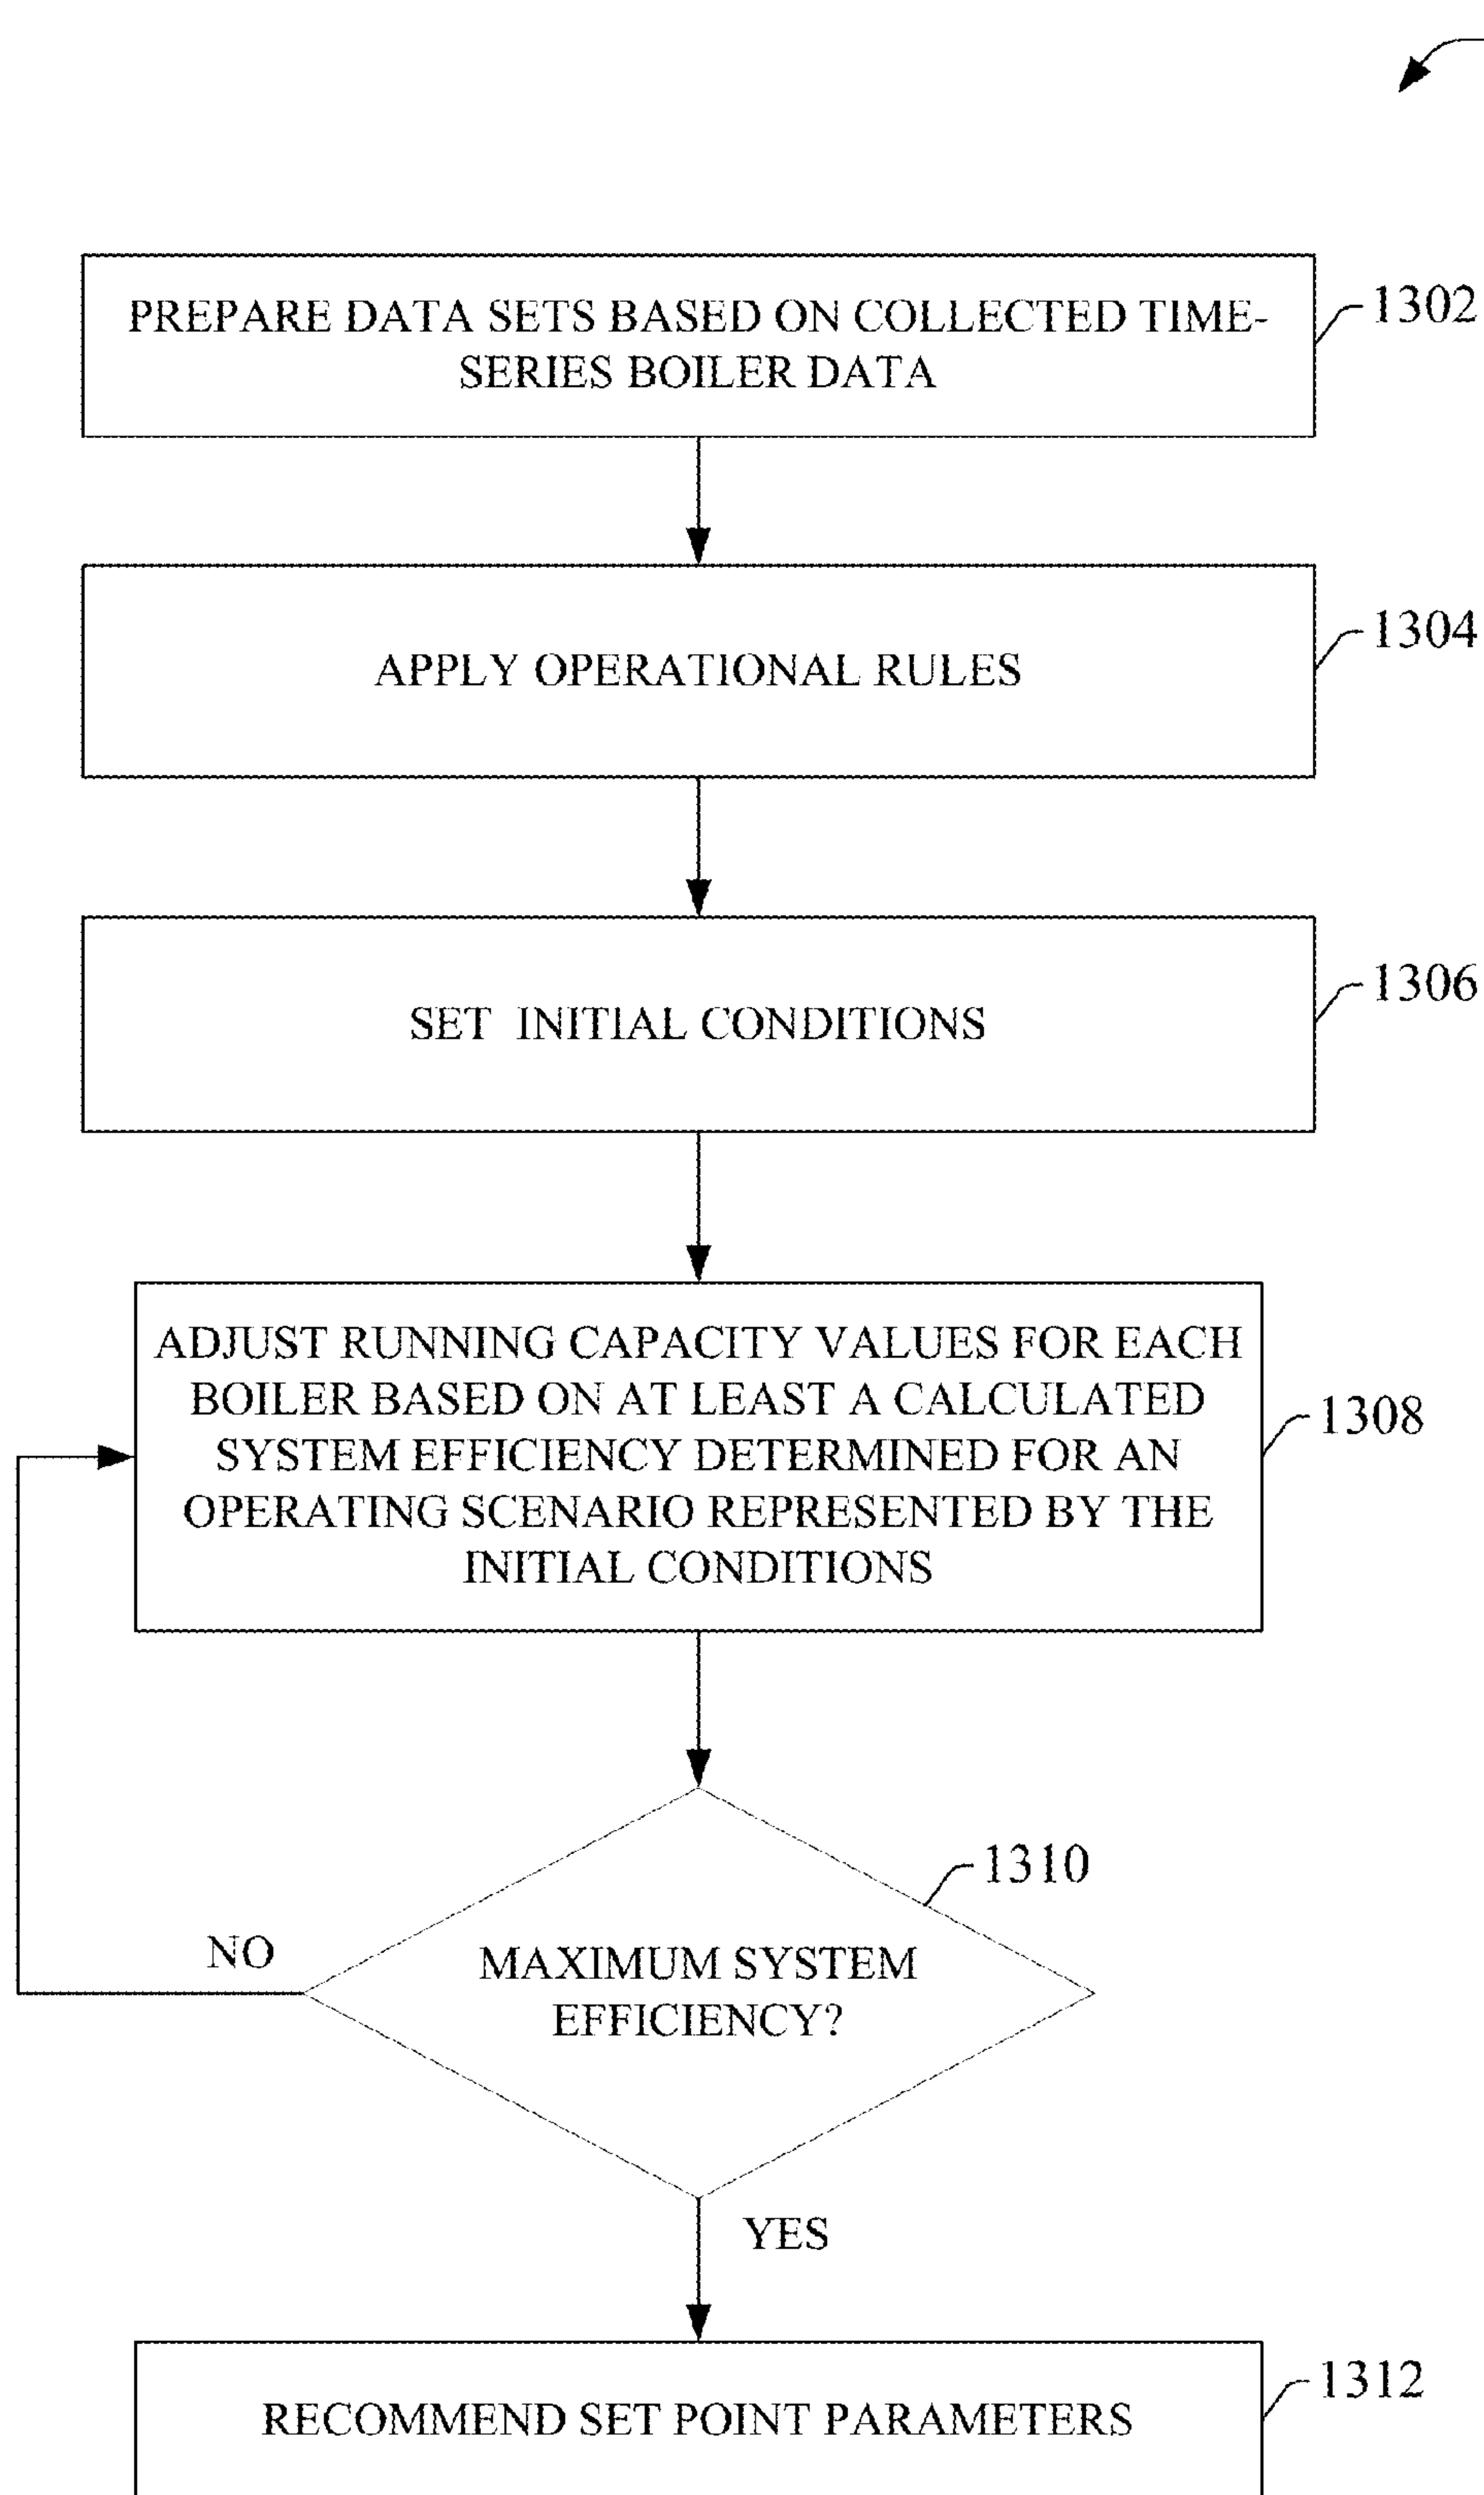 PREPARE DATA SETS BASED ON COLLECTED TIME-
SERIES BOILER DATA
1302
APPLY OPERATIONAL RULES
1304
SET INITIAL CONDITIONS
1306
ADJUST RUNNING CAPACITY VALUES FOR EACH
BOILER BASED ON AT LEAST A CALCULATED
SYSTEM EFFICIENCY DETERMINED FOR AN
OPERATING SCENARIO REPRESENTED BY THE
INITIAL CONDITIONS
1308
1310
MAXIMUM SYSTEM
EFFICIENCY?
NO
YES
RECOMMEND SET POINT PARAMETERS
1312